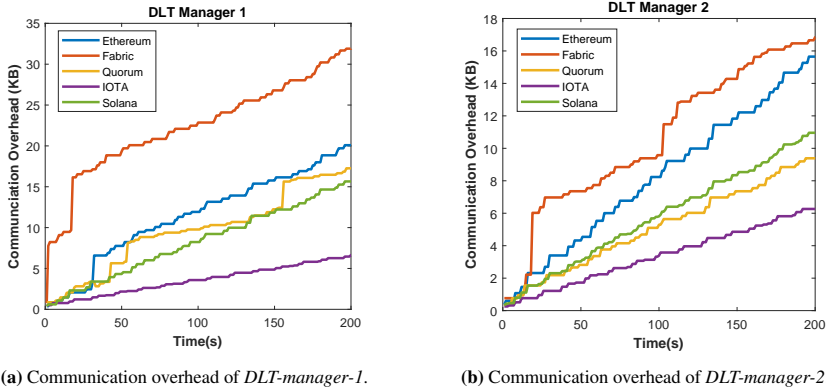 DLT Manager 1
Communciation Overhead (KB)
35
30
25
20
15
10
5
0
Ethereum
Fabric
Quorum
IOTA
Solana
0 50 100 150 200
Time(s)
(a) Communication overhead of DLT-manager-1.
DLT Manager 2
Communication Overhead (KB)
18
16
14
12
10
8
6
4
2
0
Ethereum
Fabric
Quorum
IOTA
Solana
0 50 100 150 200
Time(s)
(b) Communication overhead of DLT-manager-2